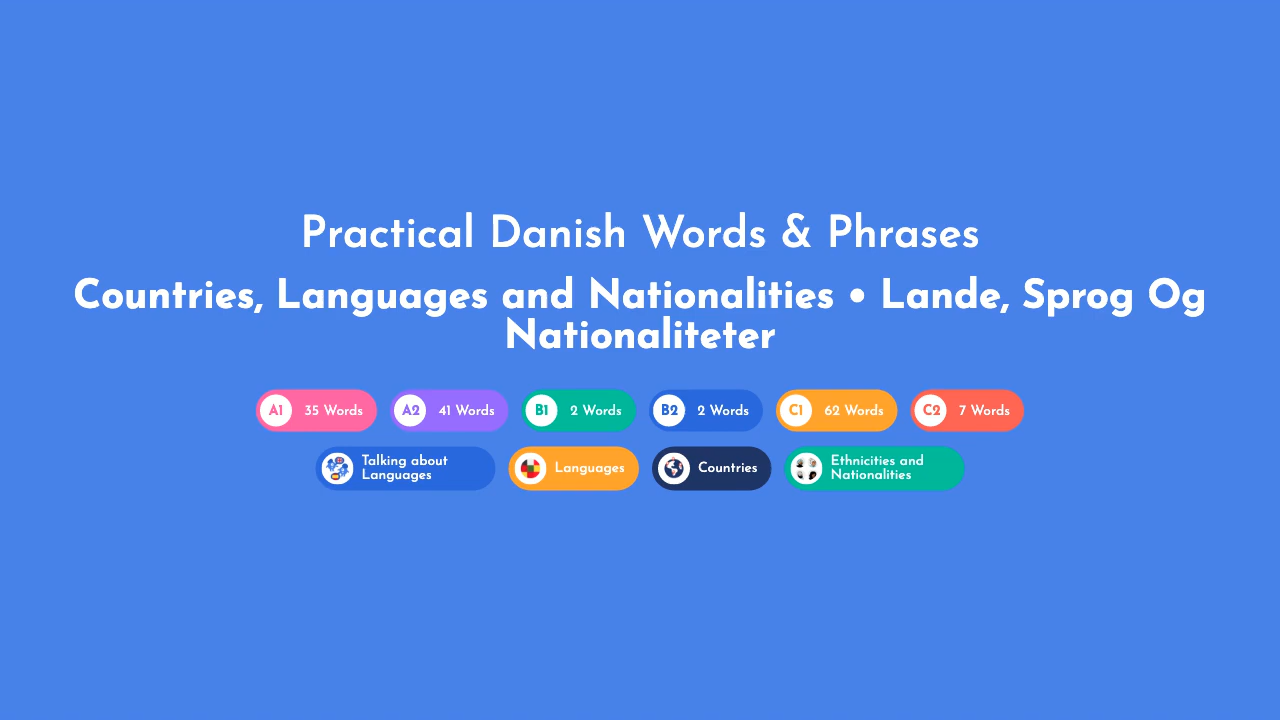 Practical Danish Words & Phrases
Countries, Languages and Nationalities • Lande, Sprog Og
Nationaliteter
A1 35 Words A2 41 Words B1 2 Words B2 2 Words C1 62 Words C2 7 Words
Talking about
Languages
Languages
Countries
Ethnicities and
Nationalities